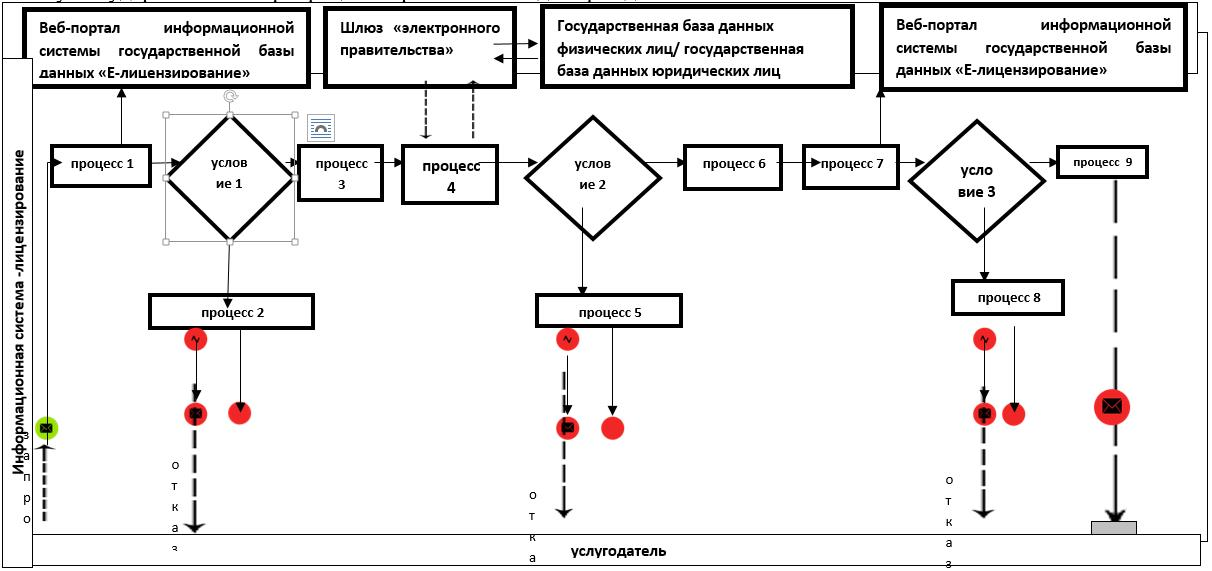 Веб-портал информационной
системы государственной базы
данных «Е-лицензирование»
Шлюз «электронного
правительства»
Государственная база данных
физических лиц/ государственная
база данных юридических лиц
Веб-портал информационной
системы государственной базы
данных «Е-лицензирование»
Информационная система -лицензирование
процесс 1
услов
ие 1
процесс
3
процесс
4
услов
ие 2
процесс 6
процесс 7
усло
вие 3
процесс 9
процесс 2
процесс 5
процесс 8
з
а
п
р
о
о
т
к
а
з
о
т
к
а
о
т
к
а
з
услугодатель